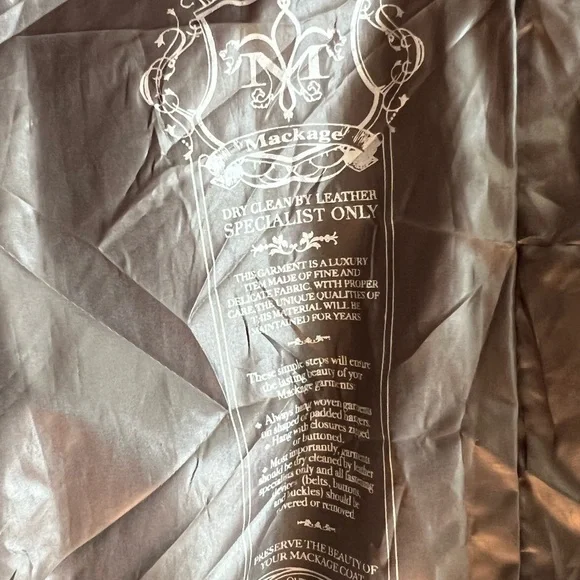 M
Mackage
DRY CLEAN BY LEATHER
SPECIALIST ONLY
THIS GARMENT IS A LUXURY
ITEM MADE OF FINE AND
DELICATE FABRIC. WITH PROPER
CARE, THE UNIQUE QUALITIES OF
THIS MATERIAL WILL BE
MAINTAINED FOR YEARS
These simple steps will ensure
the lasting beauty of your
Mackage garments:
Always hang woven garments
on shaped or padded hangers.
Hang with closures zipped
or buttoned.
Most importantly, garments
should be dry cleaned by leather
specialists only and all fastening
devices (belts, buttons,
and buckles) should be
covered or removed
PRESERVE THE BEAUTY OF
YOUR MACKAGE COAT